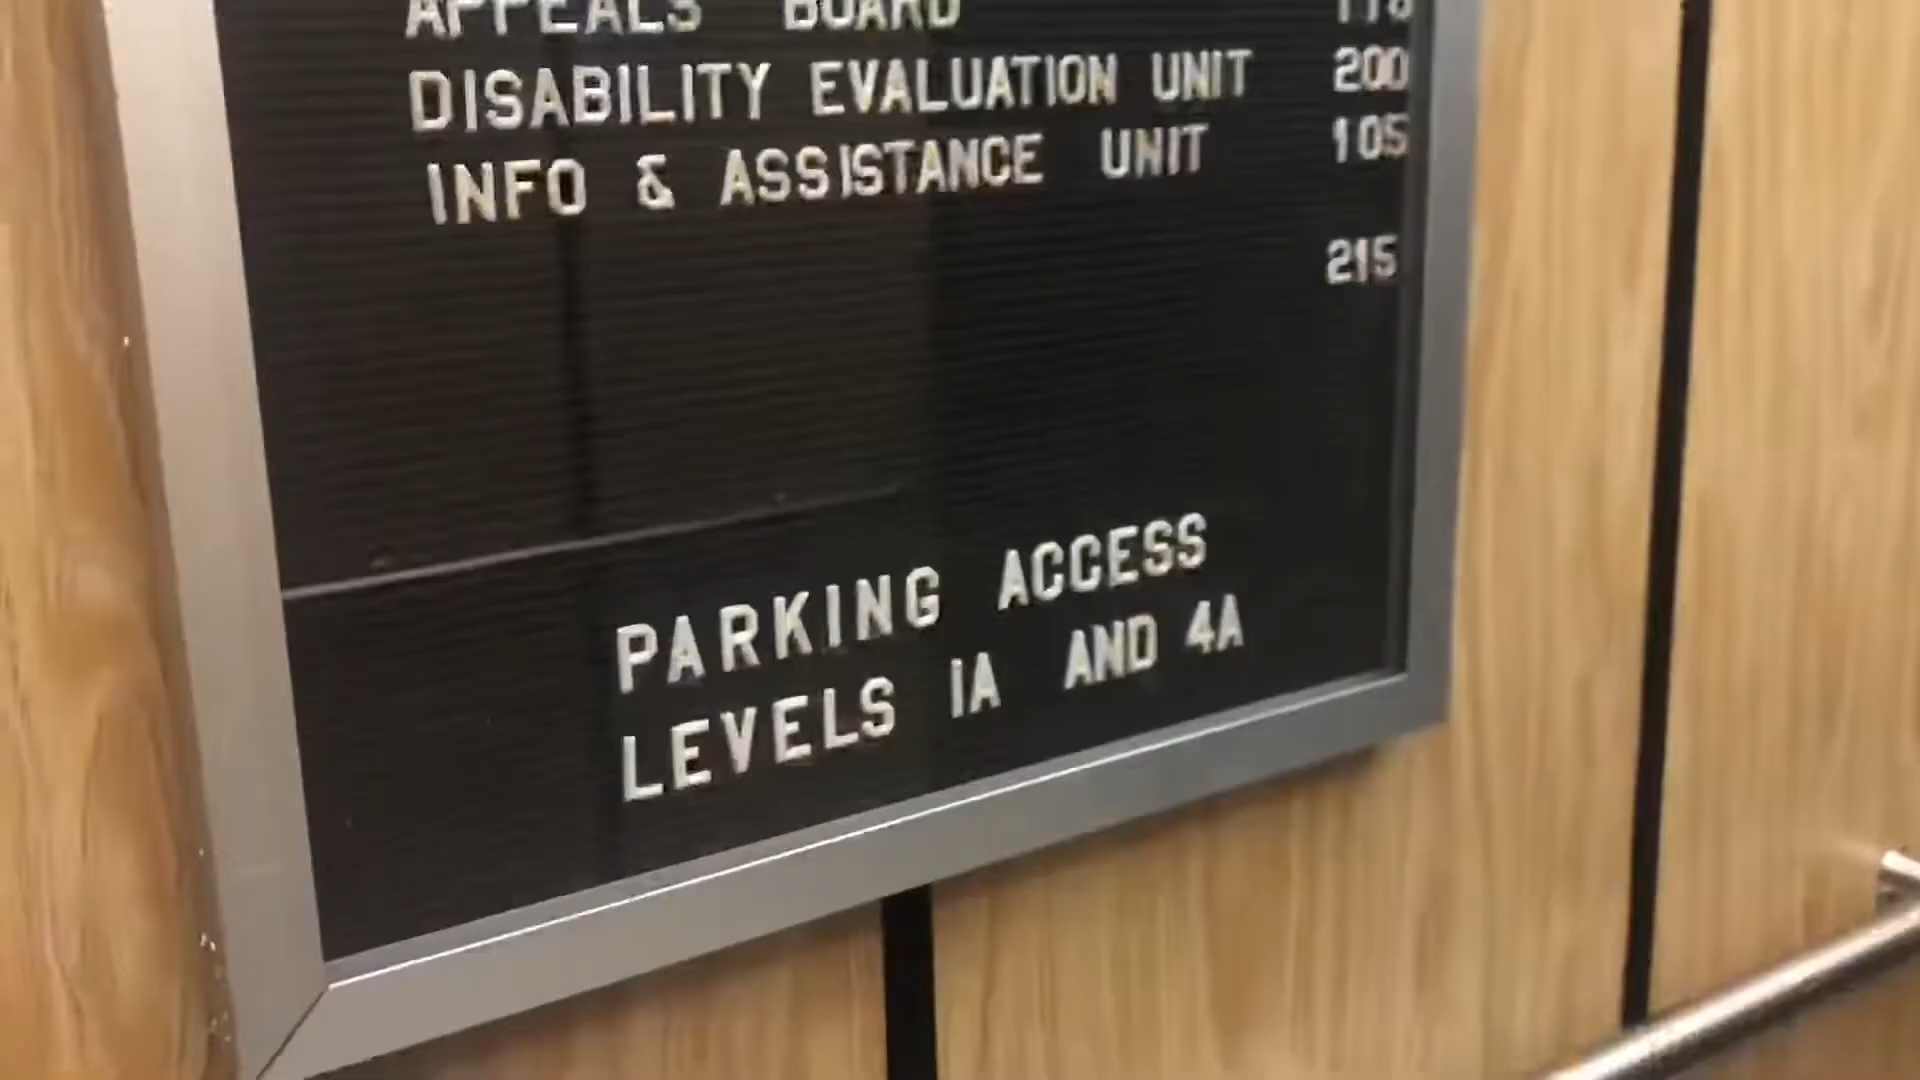 APPEALS BOARD
DISABILITY EVALUATION UNIT 200
INFO & ASSISTANCE UNIT 105
215
PARKING ACCESS
LEVELS 1A AND 4A